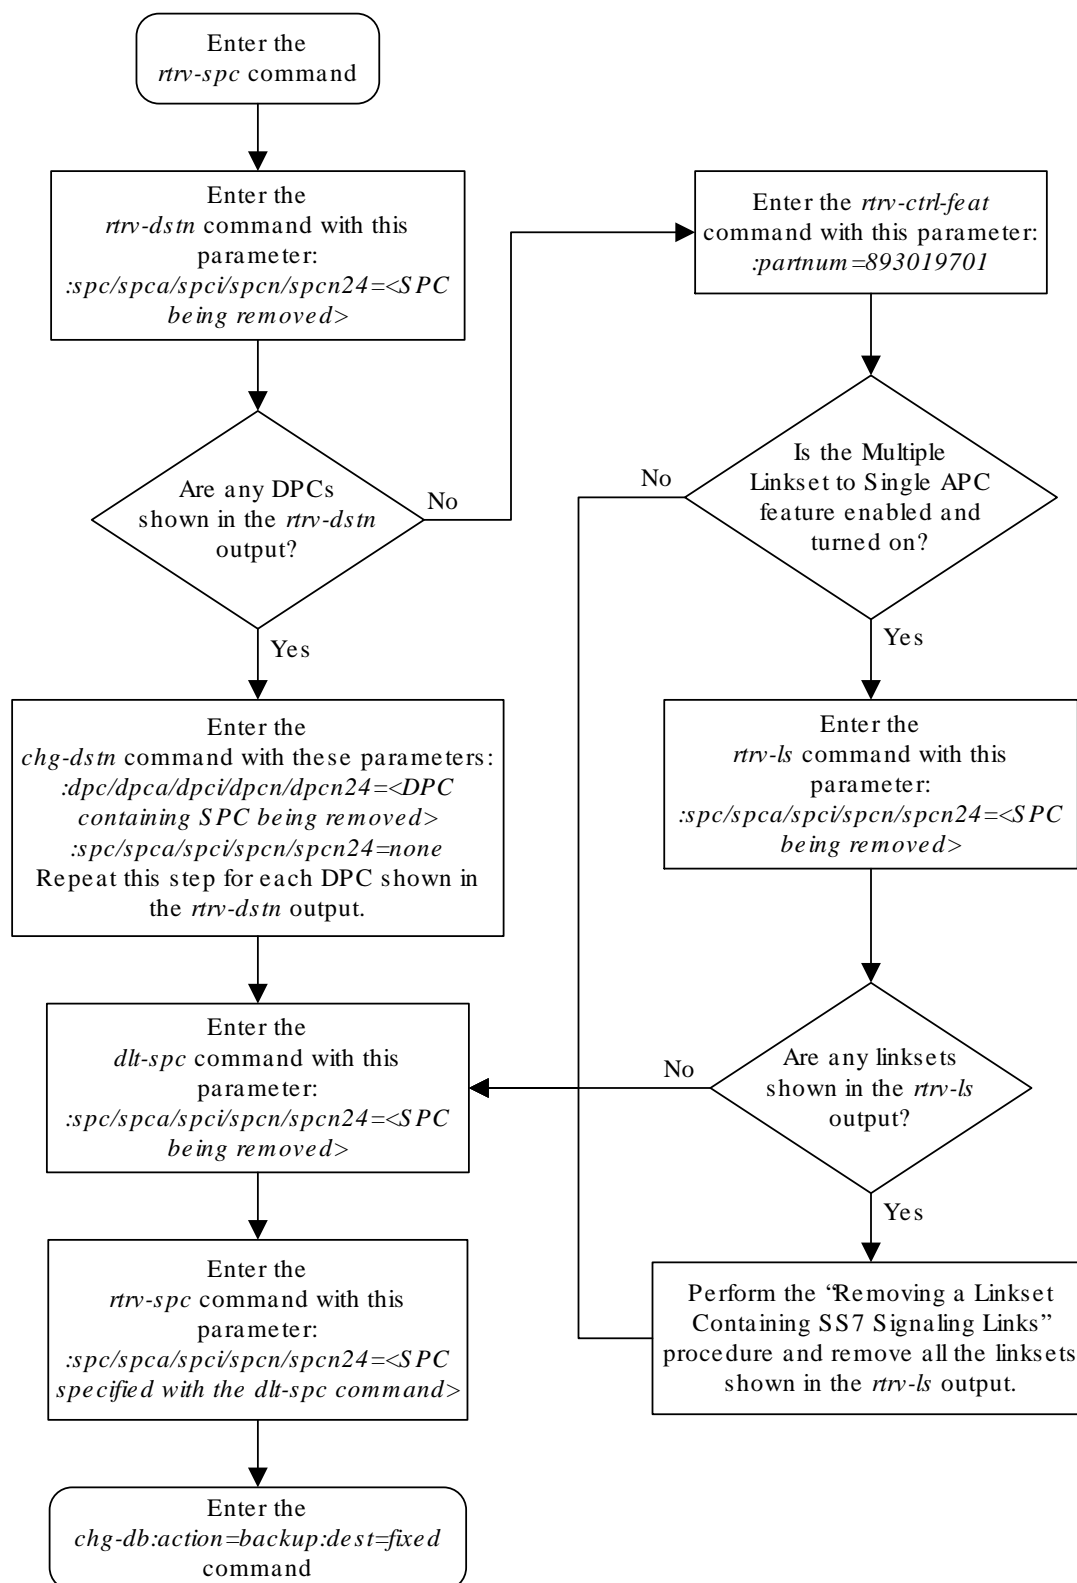 Enter the
rtrv-spc command
Enter the
rtrv-dstn command with this
parameter:
:spc/spca/spci/spcn/spcn24=<SPC
being removed>
Are any DPCs
shown in the rtrv-dstn
output?
No
Yes
Enter the
chg-dstn command with these parameters:
:dpc/dpca/dpci/dpcn/dpcn24=<DPC
containing SPC being removed>
:spc/spca/spci/spcn/spcn24=none
Repeat this step for each DPC shown in
the rtrv-dstn output.
Enter the
dlt-spc command with this
parameter:
:spc/spca/spci/spcn/spcn24=<SPC
being removed>
Enter the
rtrv-spc command with this
parameter:
:spc/spca/spci/spcn/spcn24=<SPC
specified with the dlt-spc command>
Enter the
chg-db:action=backup:dest=fixed
command
Enter the rtrv-ctrl-feat
command with this parameter:
:partnum=893019701
Is the Multiple
Linkset to Single APC
feature enabled and
turned on?
No
Yes
Enter the
rtrv-ls command with this
parameter:
:spc/spca/spci/spcn/spcn24=<SPC
being removed>
Are any linksets
shown in the rtrv-ls
output?
No
Yes
Perform the “Removing a Linkset
Containing SS7 Signaling Links”
procedure and remove all the linksets
shown in the rtrv-ls output.